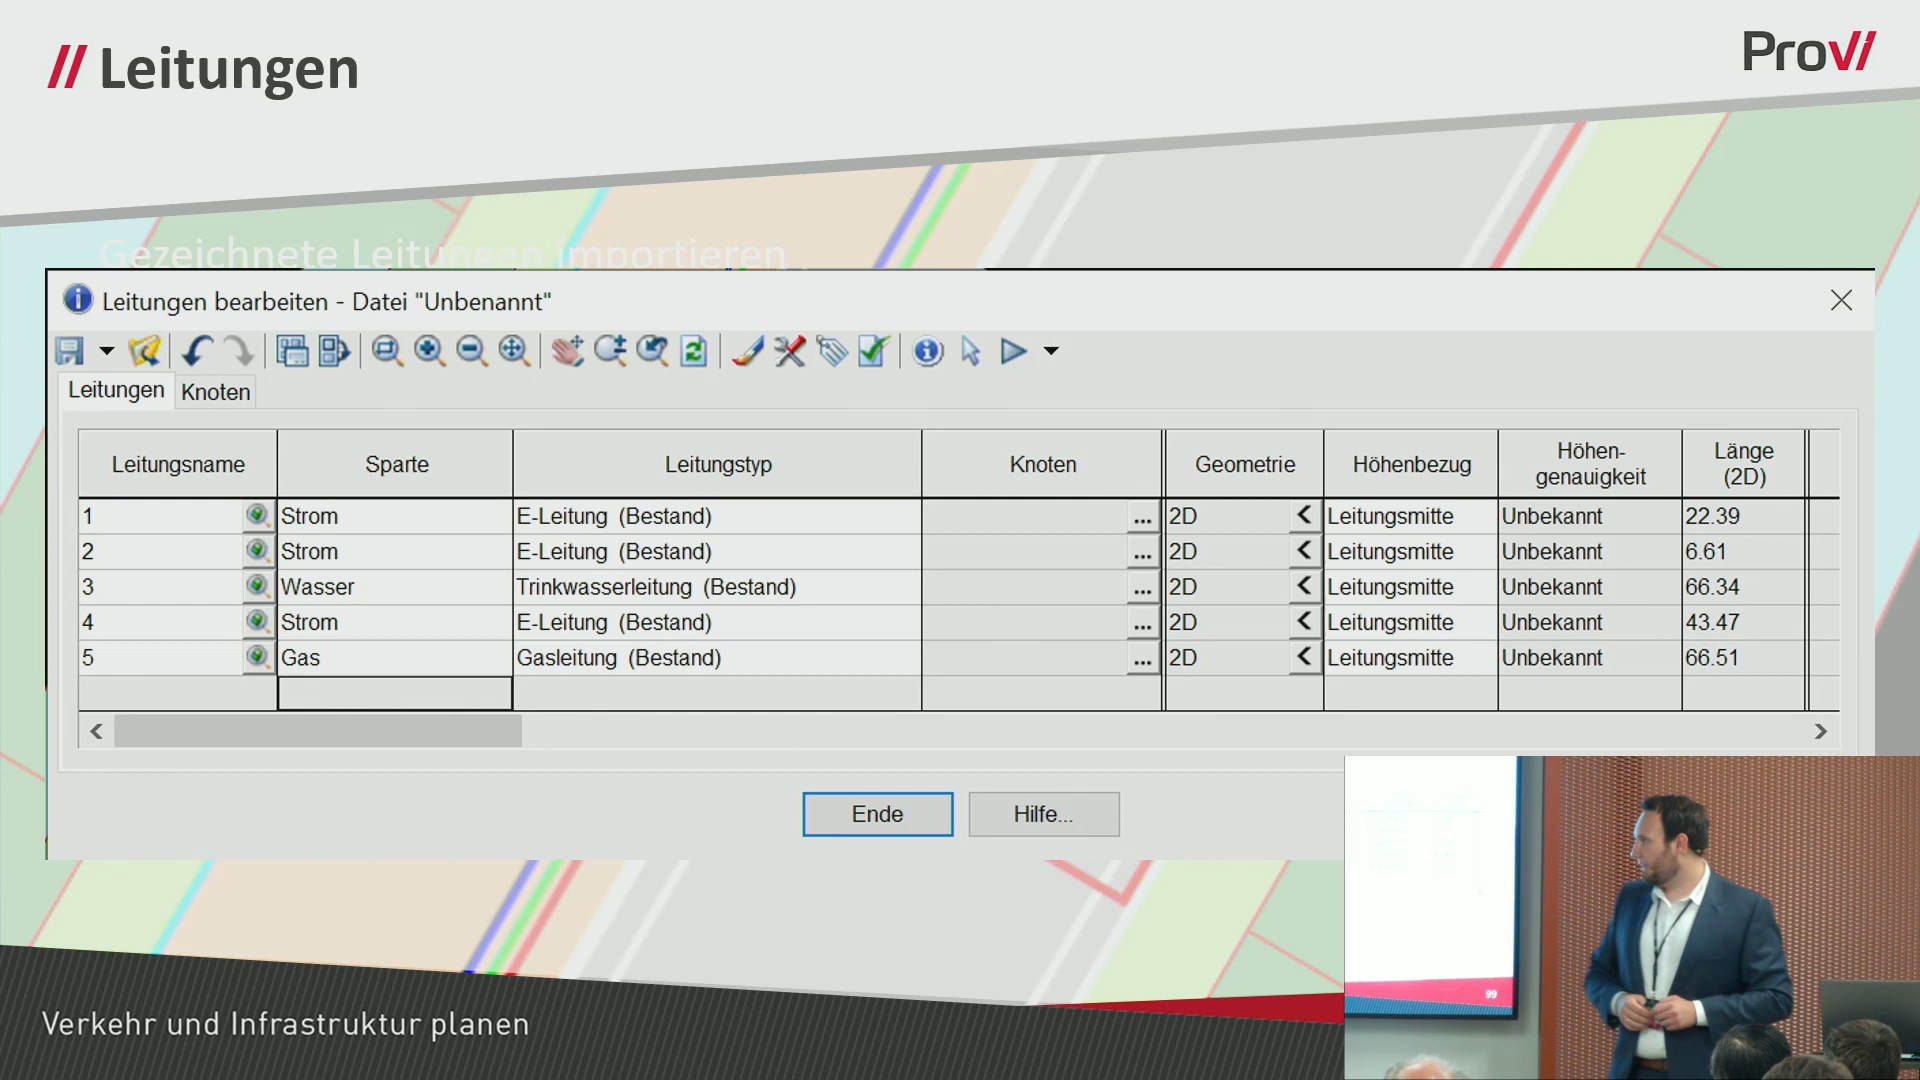 // Leitungen
ProVI
Gezeichnete Leitungen importieren
Leitungen bearbeiten - Datei "Unbenannt"
Leitungen Knoten
Leitungsname Sparte Leitungstyp Knoten Geometrie Höhenbezug Höhen-genauigkeit Länge (2D)
1 Strom E-Leitung (Bestand) ... 2D < Leitungsmitte Unbekannt 22.39
2 Strom E-Leitung (Bestand) ... 2D < Leitungsmitte Unbekannt 6.61
3 Wasser Trinkwasserleitung (Bestand) ... 2D < Leitungsmitte Unbekannt 66.34
4 Strom E-Leitung (Bestand) ... 2D < Leitungsmitte Unbekannt 43.47
5 Gas Gasleitung (Bestand) ... 2D < Leitungsmitte Unbekannt 66.51
Ende Hilfe...
99
Verkehr und Infrastruktur planen